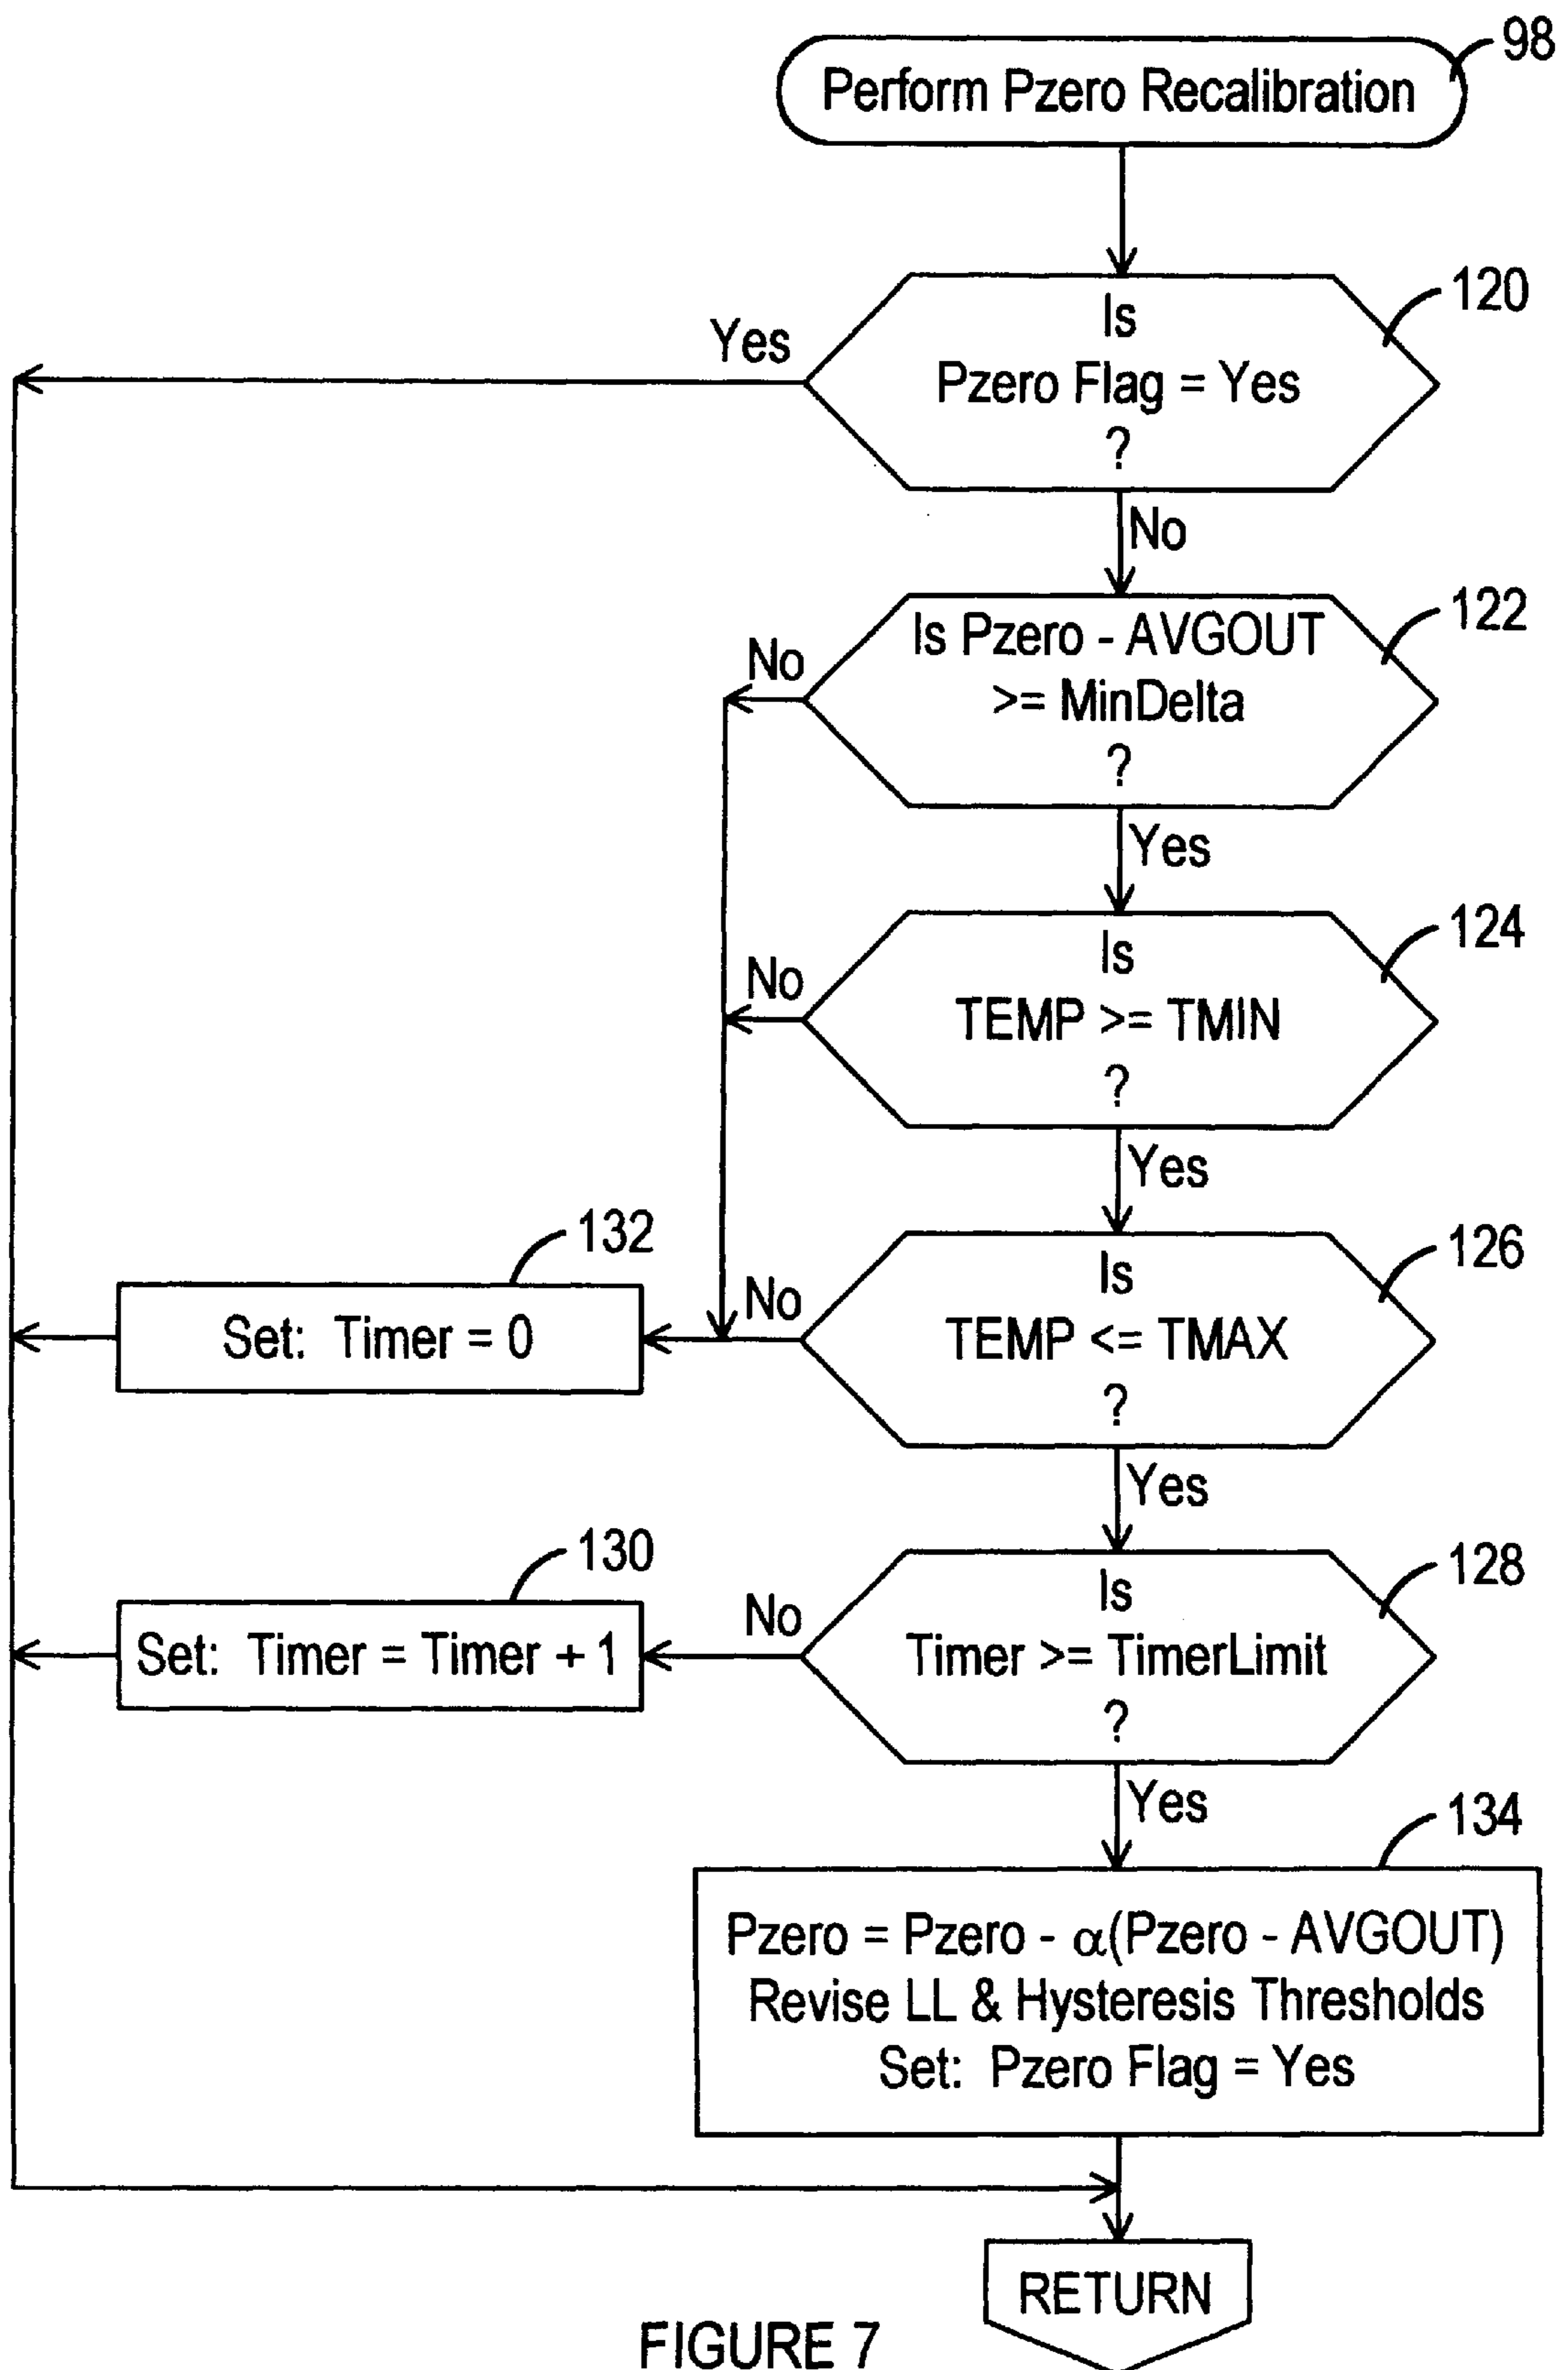 98
Perform Pzero Recalibration
120
Is
Pzero Flag = Yes
?
Yes
No
122
Is Pzero - AVGOUT
>= MinDelta
?
No
Yes
124
Is
TEMP >= TMIN
?
No
Yes
126
Is
TEMP <= TMAX
?
No
132
Set: Timer = 0
Yes
128
Is
Timer >= TimerLimit
?
No
130
Set: Timer = Timer + 1
Yes
134
Pzero = Pzero - α(Pzero - AVGOUT)
Revise LL & Hysteresis Thresholds
Set: Pzero Flag = Yes
RETURN
FIGURE 7